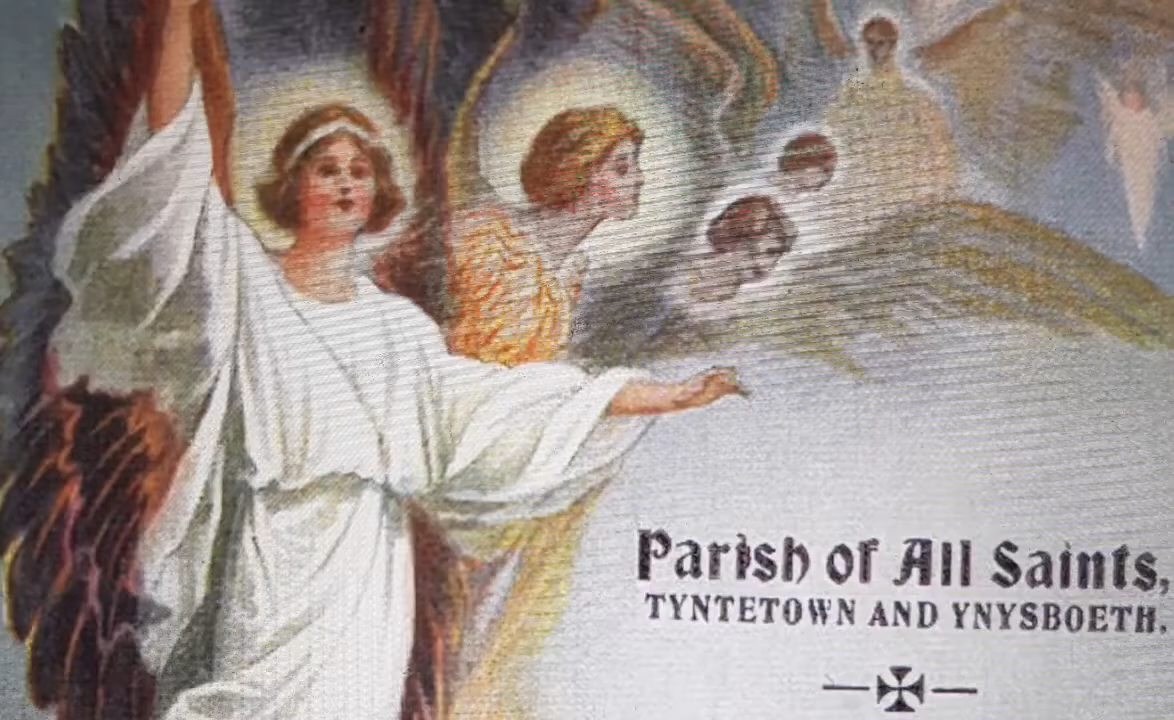 Parish of All Saints,
TYNTETOWN AND YNYSBOETH.